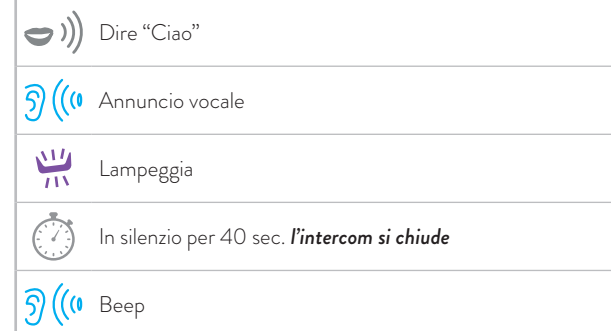 Dire “Ciao”
Annuncio vocale
Lampeggia
In silenzio per 40 sec. l’intercom si chiude
Beep